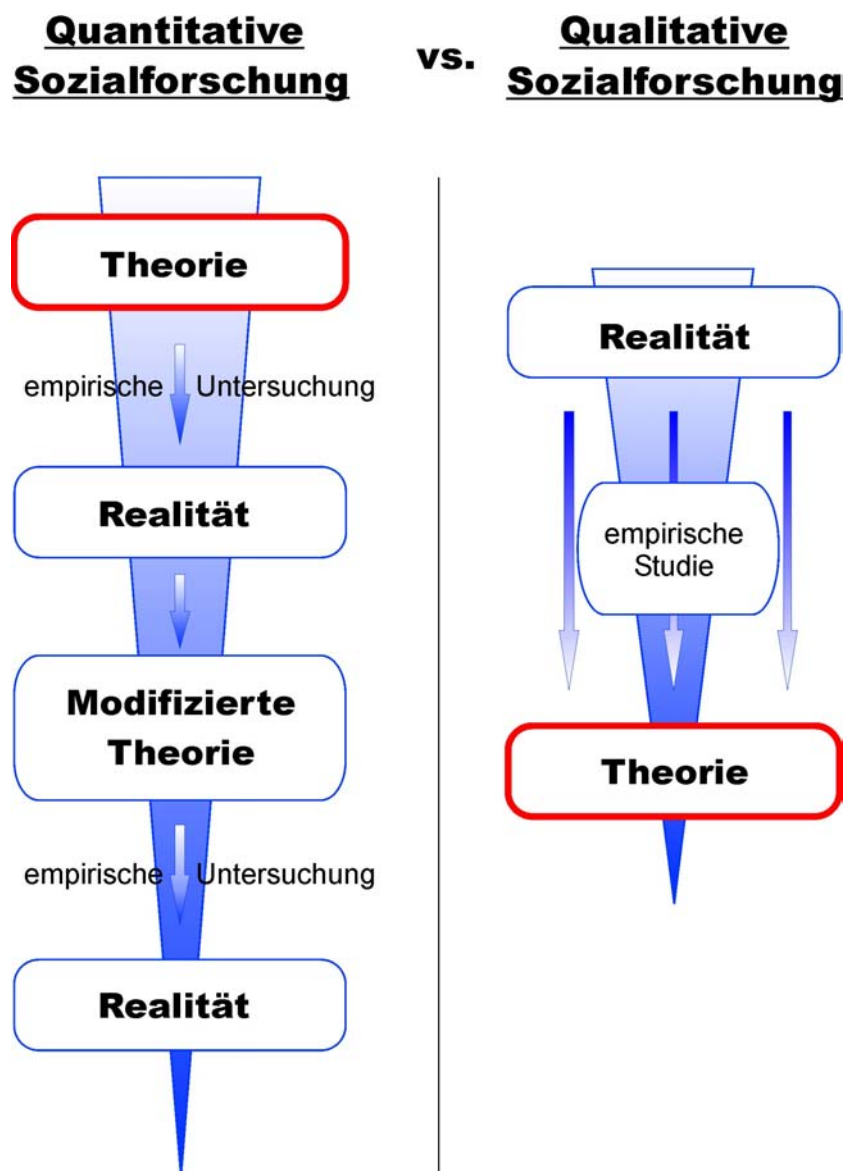 Quantitative
Sozialforschung
vs.
Qualitative
Sozialforschung
Theorie
empirische Untersuchung
Realität
Modifizierte
Theorie
empirische Untersuchung
Realität
Realität
empirische
Studie
Theorie